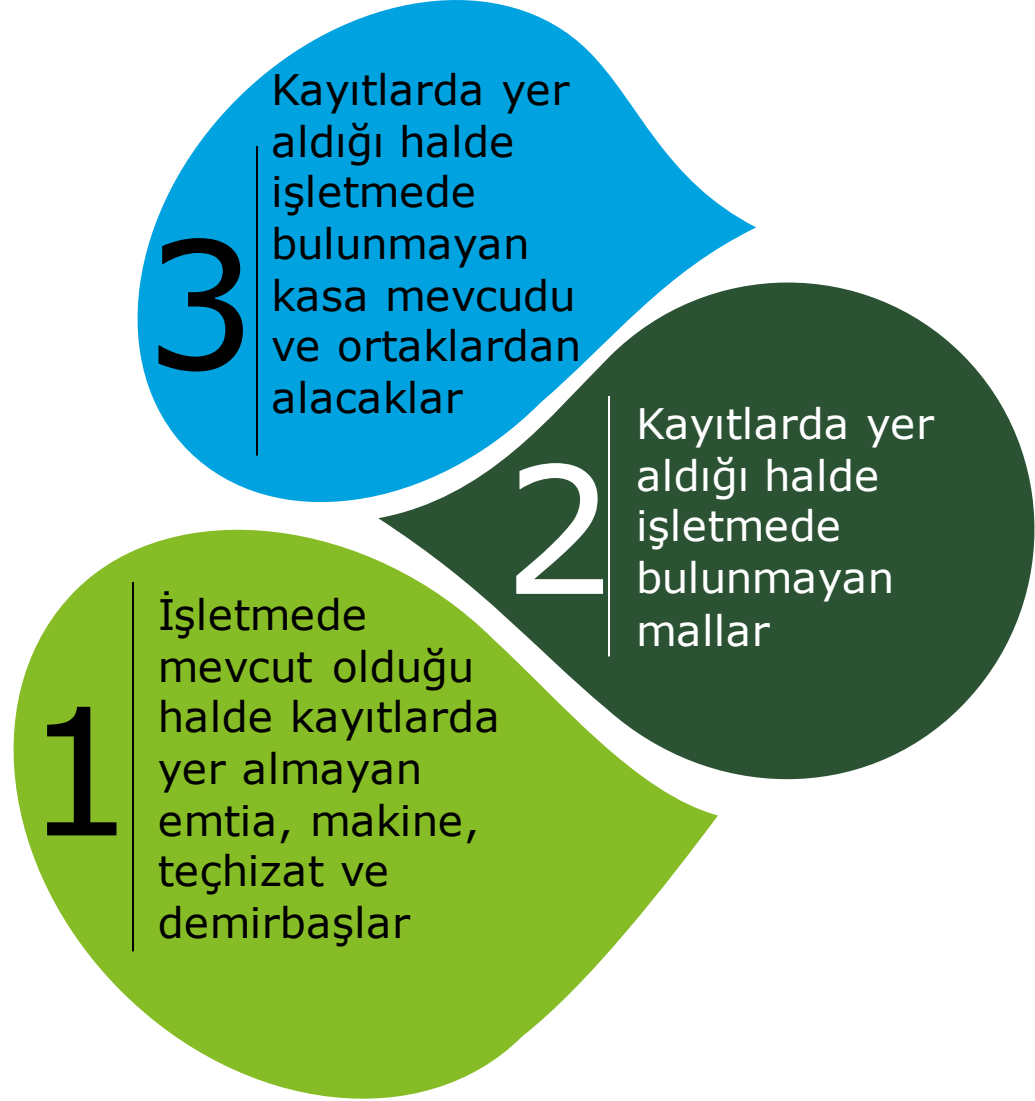 3
Kayıtlarda yer
aldığı halde
işletmede
bulunmayan
kasa mevcudu
ve ortaklardan
alacaklar
2
Kayıtlarda yer
aldığı halde
işletmede
bulunmayan
mallar
1
İşletmede
mevcut olduğu
halde kayıtlarda
yer almayan
emtia, makine,
teçhizat ve
demirbaşlar